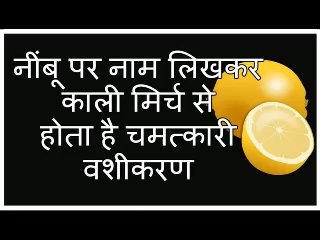 नींबू पर नाम लिखकर
काली मिर्च से
होता है चमत्कारी
वशीकरण